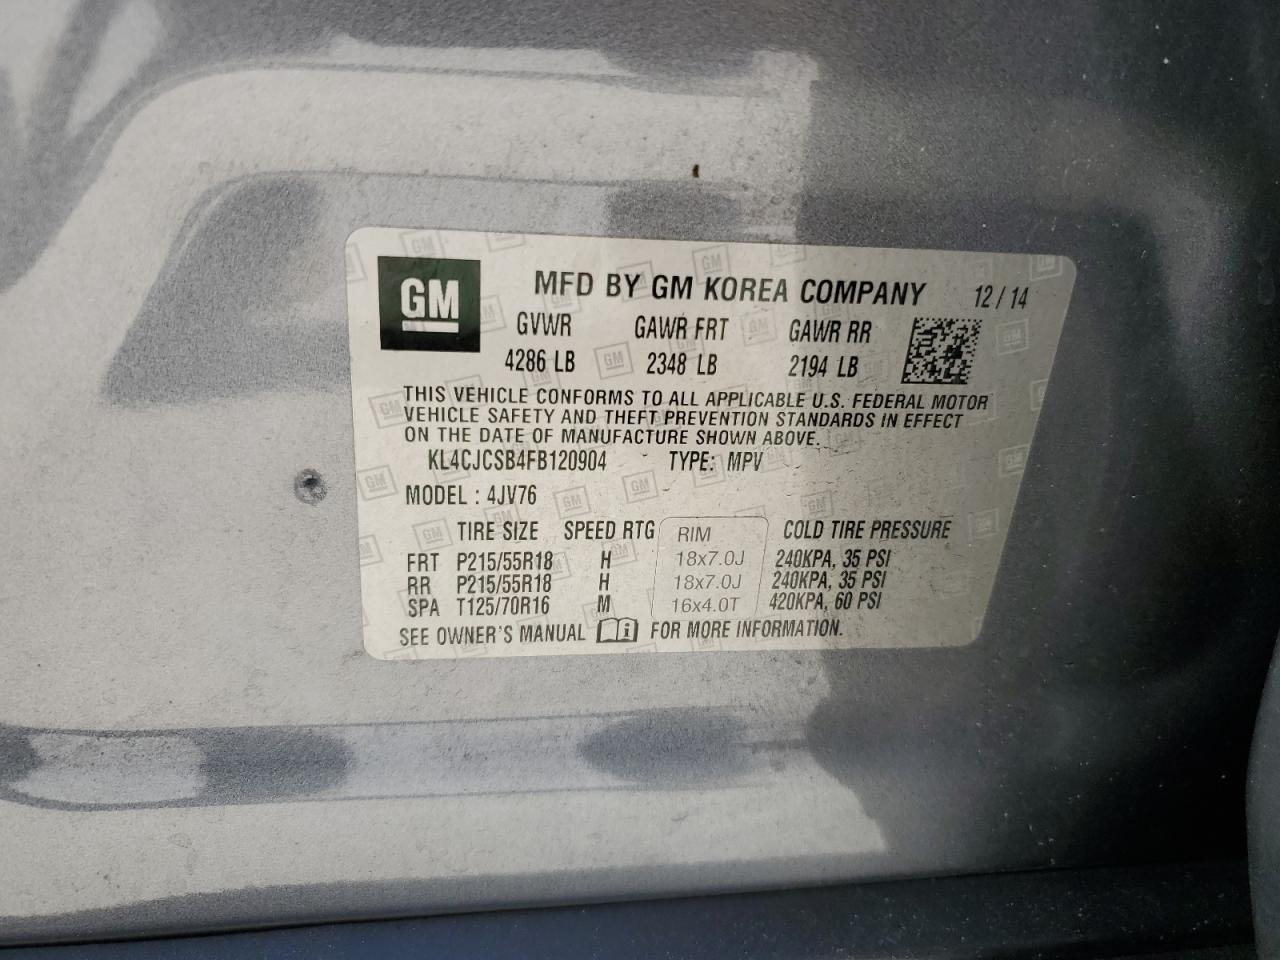 GM MFD BY GM KOREA COMPANY 12/14
GVWR GAWR FRT GAWR RR
4286 LB 2348 LB 2194 LB
THIS VEHICLE CONFORMS TO ALL APPLICABLE U.S. FEDERAL MOTOR
VEHICLE SAFETY AND THEFT PREVENTION STANDARDS IN EFFECT
ON THE DATE OF MANUFACTURE SHOWN ABOVE.
KL4CJCSB4FB120904 TYPE: MPV
MODEL : 4JV76
TIRE SIZE SPEED RTG RIM COLD TIRE PRESSURE
FRT P215/55R18 H 18x7.0J 240KPA, 35 PSI
RR P215/55R18 H 18x7.0J 240KPA, 35 PSI
SPA T125/70R16 M 16x4.0T 420KPA, 60 PSI
SEE OWNER'S MANUAL FOR MORE INFORMATION.